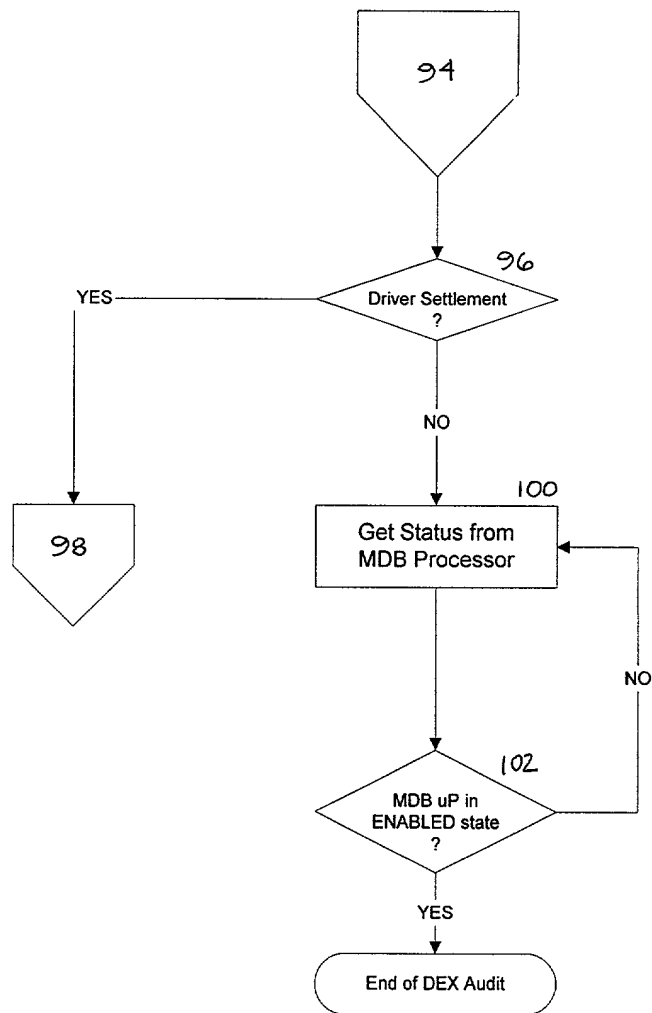 94
96
Driver Settlement
?
YES
NO
98
100
Get Status from
MDB Processor
NO
102
MDB uP in
ENABLED state
?
YES
End of DEX Audit